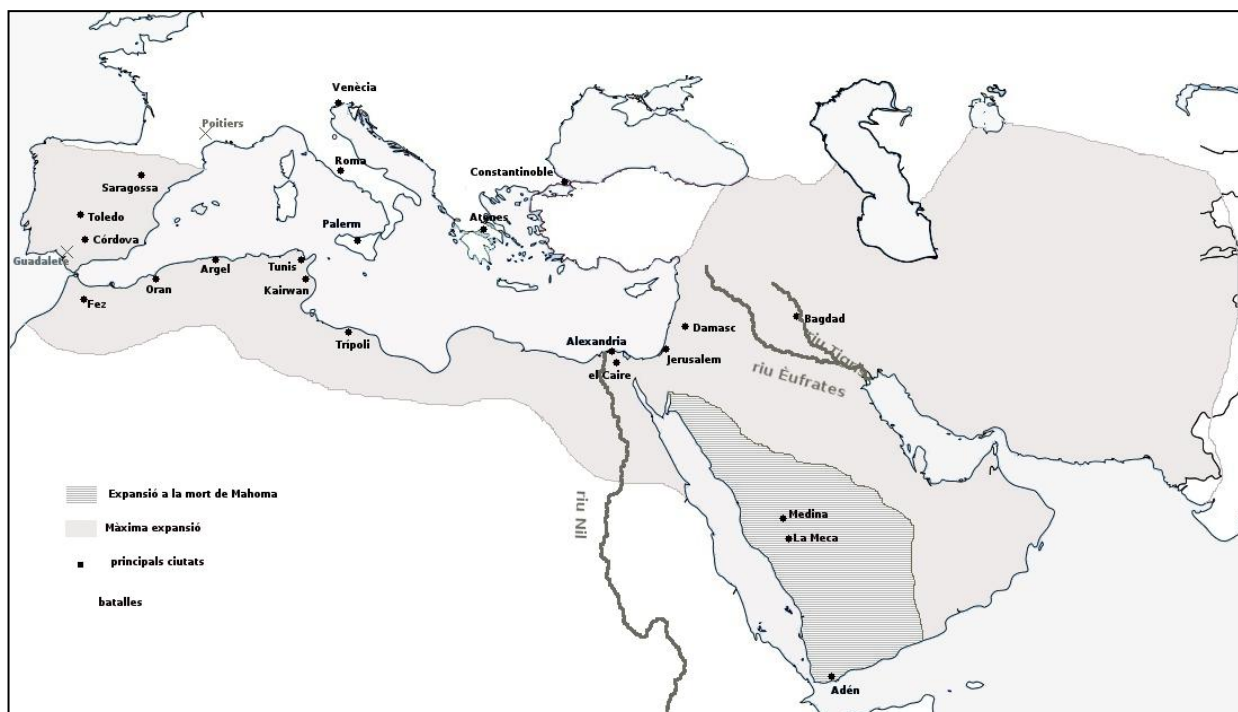 Venècia
Poitiers
Roma
Constantinoble
Saragossa
Toledo
Palerm
Atenes
Córdova
Guadalete
Argel
Tunis
Oran
Kairwan
Fez
Bagdad
Damasc
Trípoli
Alexandria
riu Tigris
Jerusalem
el Caire
riu Èufrates
Expansió a la mort de Mahoma
riu Nil
Medina
Màxima expansió
La Meca
principals ciutats
batalles
Adén